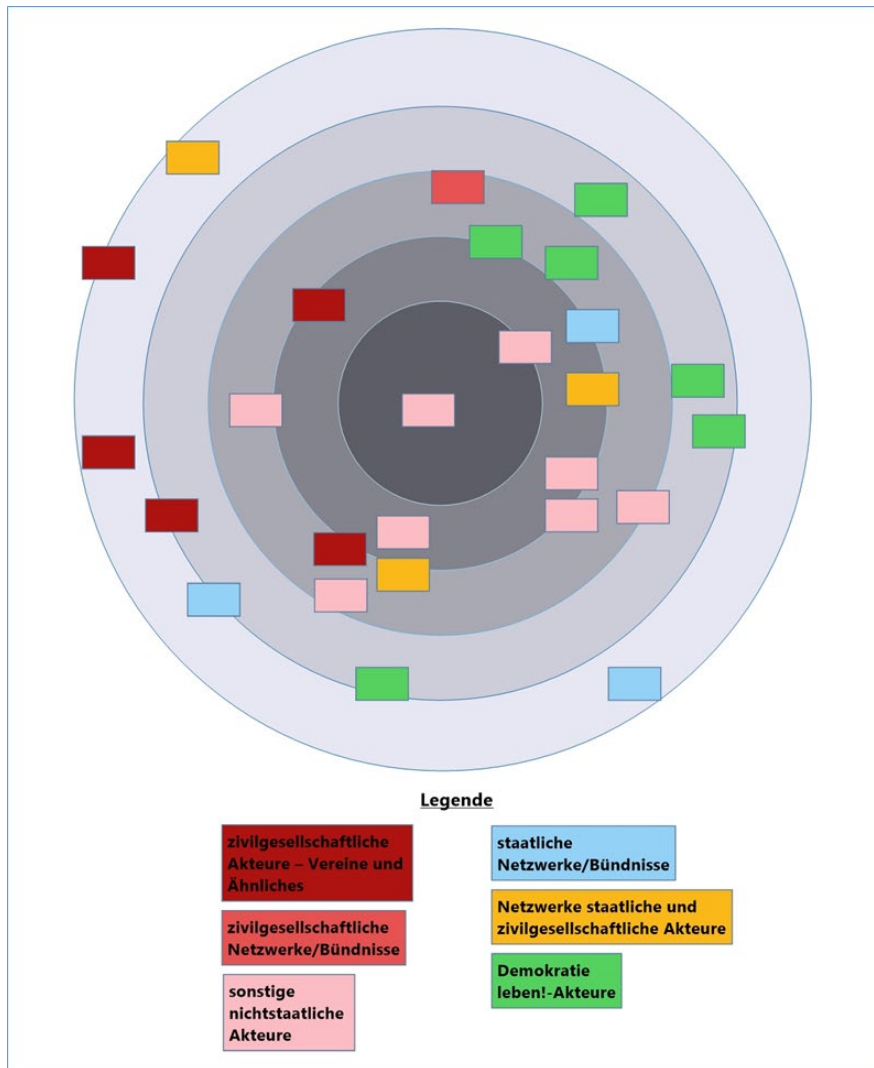 Legende
zivilgesellschaftliche
Akteure – Vereine und
Ähnliches
zivilgesellschaftliche
Netzwerke/Bündnisse
sonstige
nichtstaatliche
Akteure
staatliche
Netzwerke/Bündnisse
Netzwerke staatliche und
zivilgesellschaftliche Akteure
Demokratie
leben!-Akteure